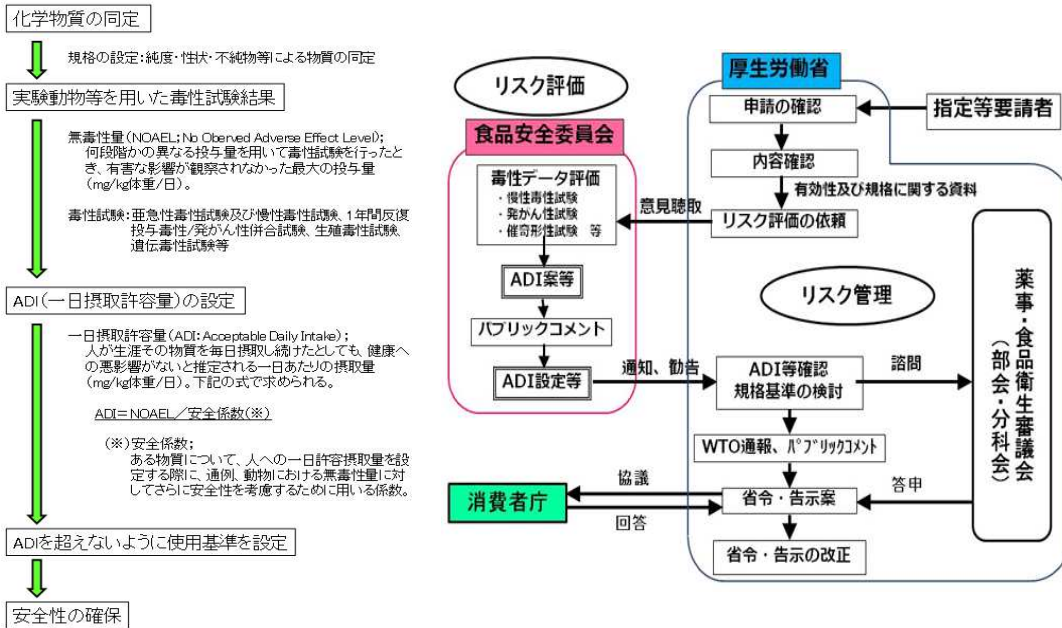 化学物質の同定
規格の設定:純度・性状・不純物等による物質の同定
実験動物等を用いた毒性試験結果
無毒性量(NOAEL;No Oberved Adverse Effect Level);
何段階かの異なる投与量を用いて毒性試験を行ったと
き、有害な影響が観察されなかった最大の投与量
(mg/kg体重/日)。
毒性試験:亜急性毒性試験及び慢性毒性試験、1年間反復
投与毒性/発がん性併合試験、生殖毒性試験、
遺伝毒性試験等
ADI(一日摂取許容量)の設定
一日摂取許容量(ADI:Acceptable Daily Intake);
人が生涯その物質を毎日摂取し続けたとしても、健康へ
の悪影響がないと推定される一日あたりの摂取量
(mg/kg体重/日)。下記の式で求められる。
ADI=NOAEL/安全係数(※)
(※)安全係数;
ある物質について、人への一日許容摂取量を設
定する際に、通例、動物における無毒性量に対
してさらに安全性を考慮するために用いる係数。
ADIを超えないように使用基準を設定
安全性の確保
リスク評価
食品安全委員会
毒性データ評価
・慢性毒性試験
・発がん性試験
・催奇形性試験 等
ADI案等
パブリックコメント
ADI設定等
意見聴取
通知、勧告
厚生労働省
申請の確認
指定等要請者
内容確認
有効性及び規格に関する資料
リスク評価の依頼
リスク管理
ADI等確認
規格基準の検討
諮問
薬事・食品衛生審議会
(部会・分科会)
WTO通報、パブリックコメント
答申
省令・告示案
協議
回答
消費者庁
省令・告示の改正